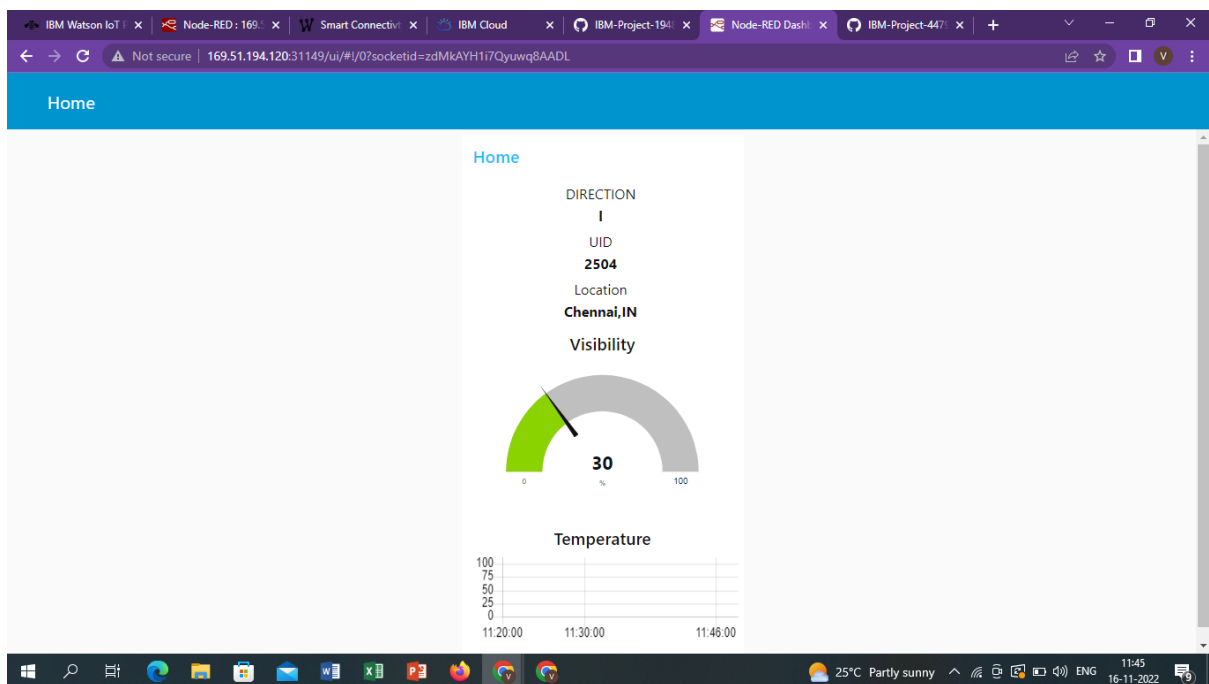 IBM Watson IoT P
Node-RED : 169.5
Smart Connectivi
IBM Cloud
IBM-Project-1948
Node-RED Dashb
IBM-Project-4479
Not secure | 169.51.194.120:31149/ui/#!/0?socketid=zdMkAYH1i7Qyuwq8AADL
V
Home
Home
DIRECTION
I
UID
2504
Location
Chennai,IN
Visibility
30
0 % 100
Temperature
100
75
50
25
0
11:20:00 11:30:00 11:46:00
25°C Partly sunny ENG 11:45
16-11-2022